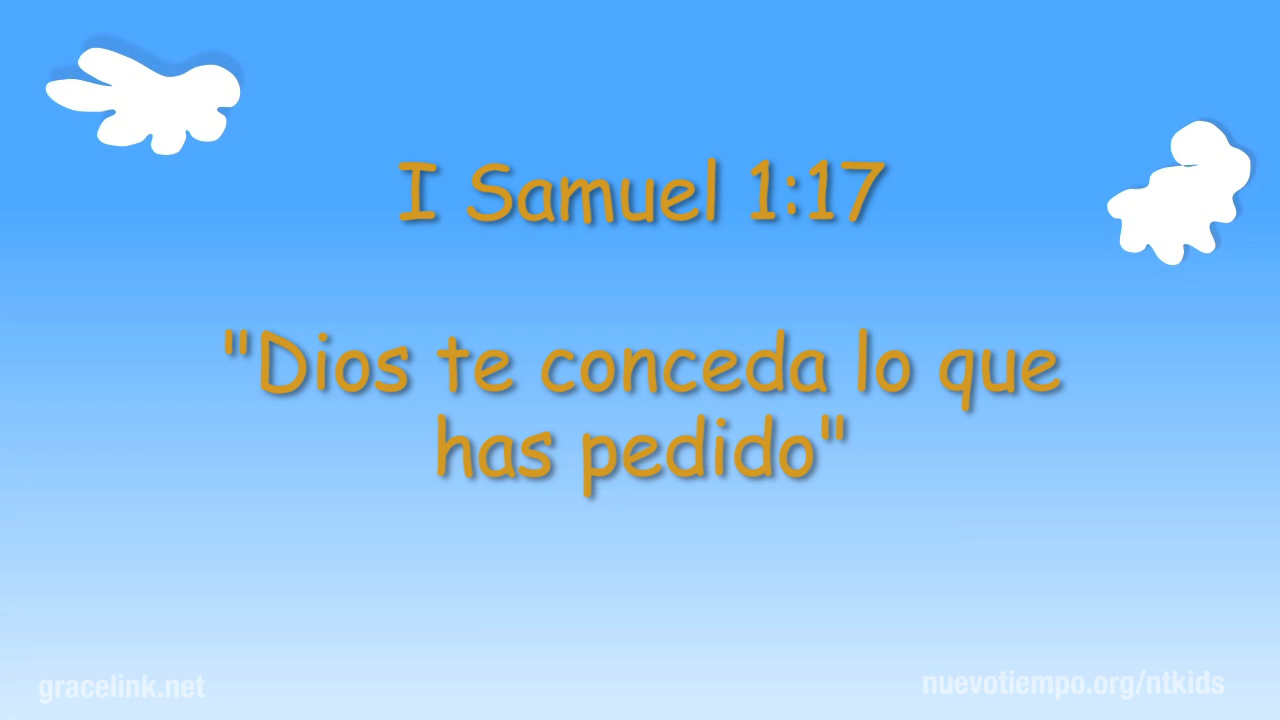 I Samuel 1:17
"Dios te conceda lo que
has pedido"
gracelink.net
nuevotiempo.org/ntkids